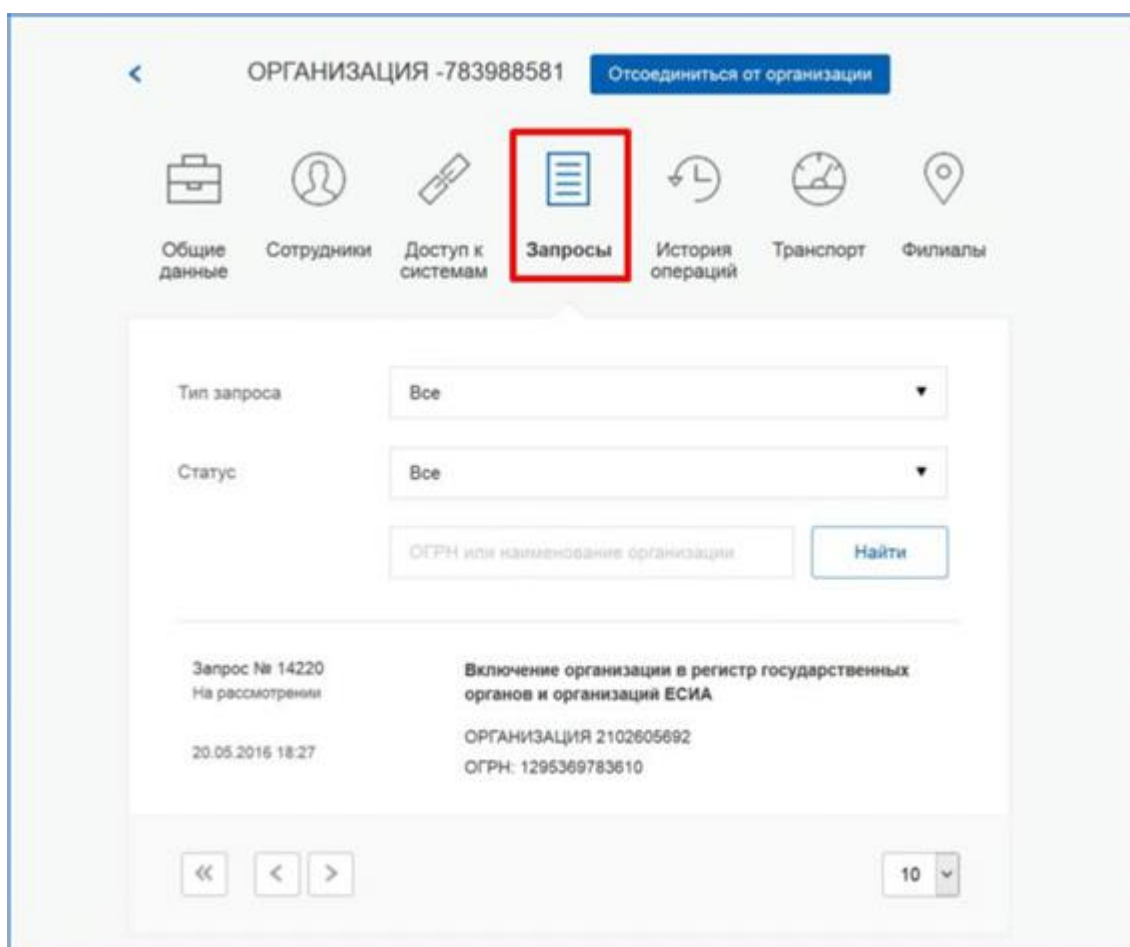 ОРГАНИЗАЦИЯ -783988581
Отсоединиться от организации
Общие
данные
Сотрудники
Доступ к
системам
Запросы
История
операций
Транспорт
Филиалы
Тип запроса
Все
Статус
Все
ОГРН или наименование организации
Найти
Запрос № 14220
На рассмотрении
20.05.2016 18:27
Включение организации в регистр государственных
органов и организаций ЕСИА
ОРГАНИЗАЦИЯ 2102605692
ОГРН: 1295369783610
10